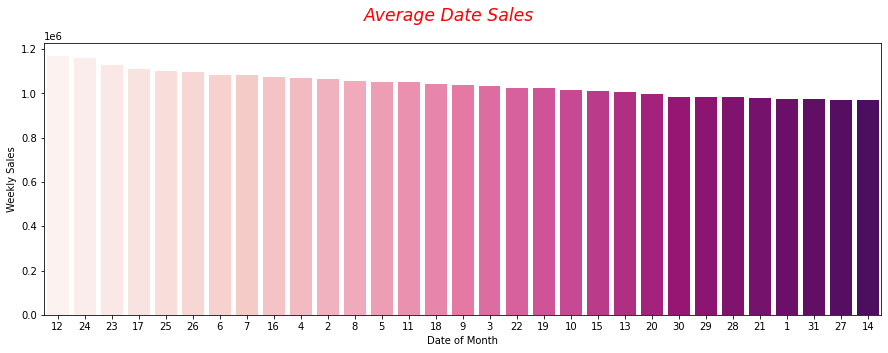 Average Date Sales
1e6
1.2
1.0
0.8
0.6
0.4
0.2
0.0
Weekly Sales
12 24 23 17 25 26 6 7 16 4 2 8 5 11 18 9 3 22 19 10 15 13 20 30 29 28 21 1 31 27 14
Date of Month